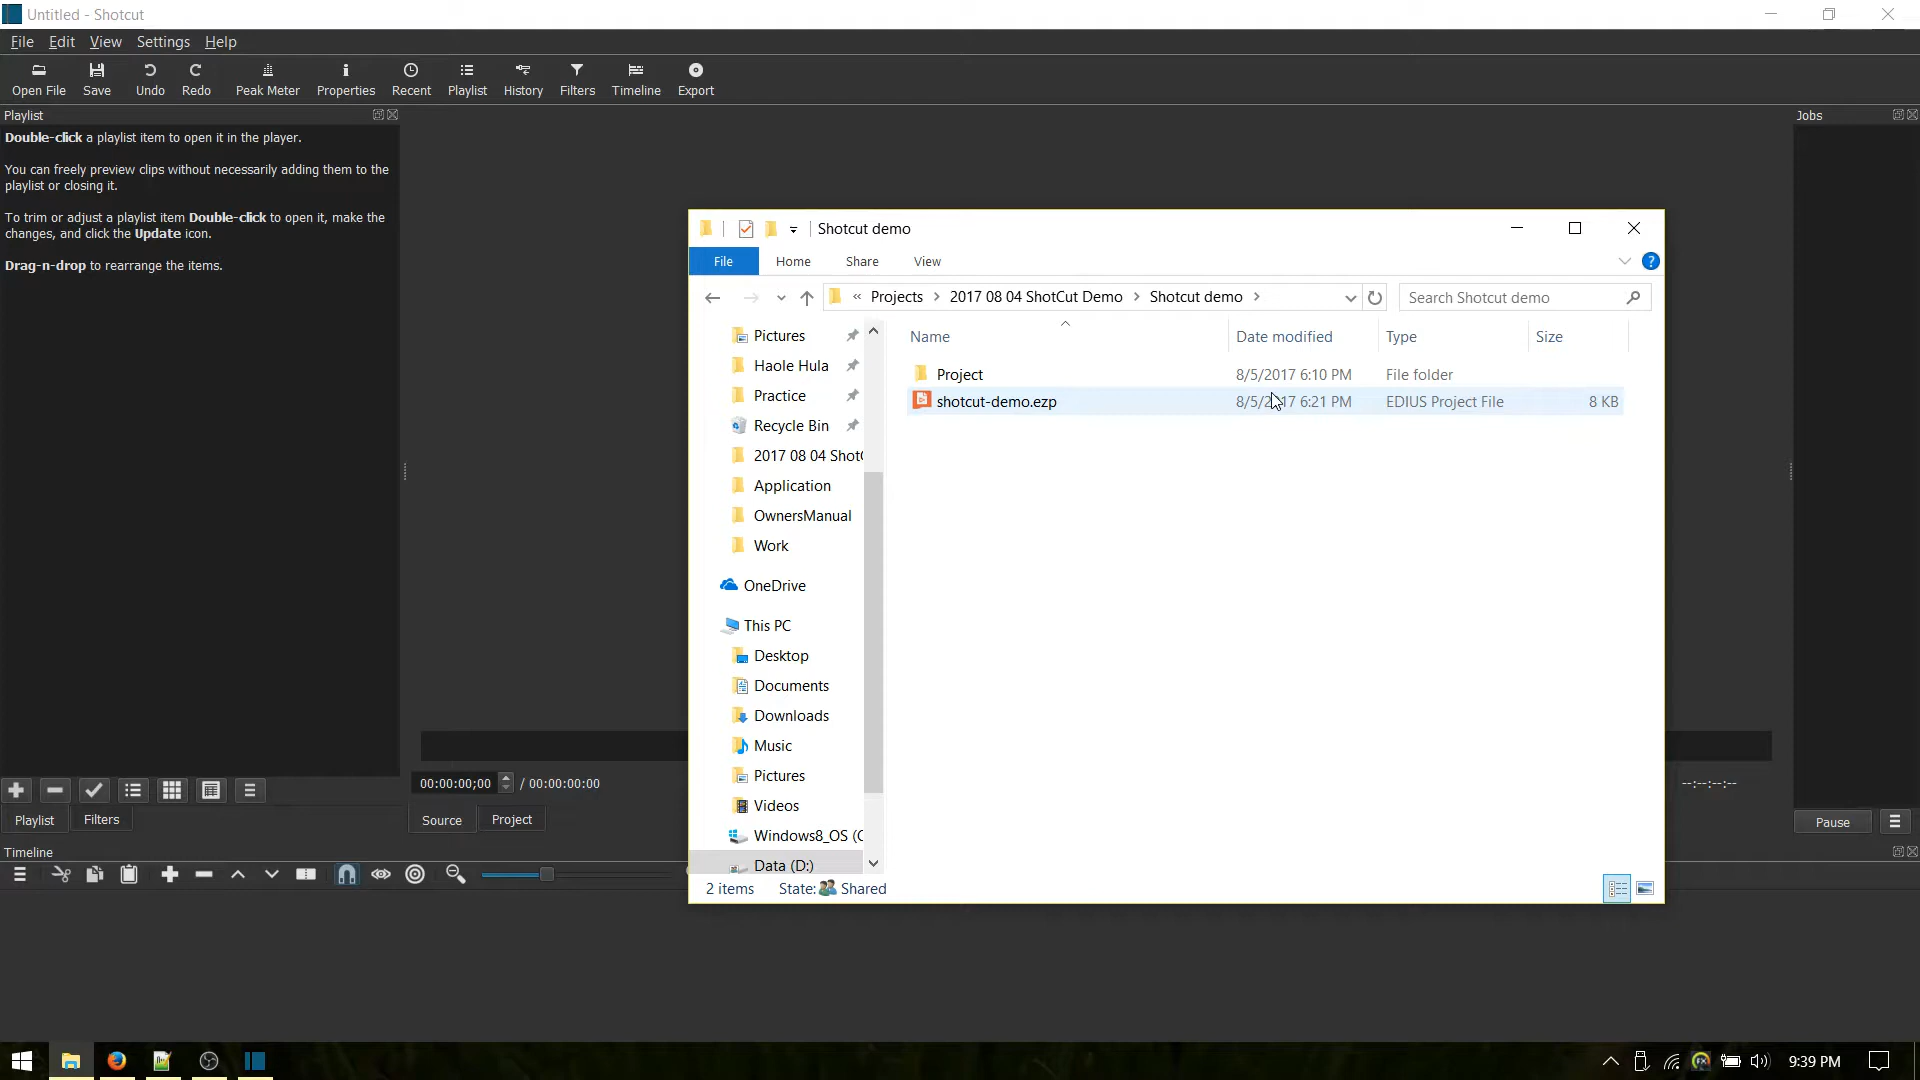 Untitled - Shotcut
File Edit View Settings Help
Open File Save Undo Redo Peak Meter Properties Recent Playlist History Filters Timeline Export
Playlist
Double-click a playlist item to open it in the player.
You can freely preview clips without necessarily adding them to the
playlist or closing it.
To trim or adjust a playlist item Double-click to open it, make the
changes, and click the Update icon.
Drag-n-drop to rearrange the items.
Jobs
Shotcut demo
File Home Share View
« Projects > 2017 08 04 ShotCut Demo > Shotcut demo >
Search Shotcut demo
Name Date modified Type Size
Project 8/5/2017 6:10 PM File folder
shotcut-demo.ezp 8/5/2017 6:21 PM EDIUS Project File 8 KB
Pictures
Haole Hula
Practice
Recycle Bin
2017 08 04 Shot
Application
OwnersManual
Work
OneDrive
This PC
Desktop
Documents
Downloads
Music
Pictures
Videos
Windows8_OS (C
Data (D:)
2 items State: Shared
00:00:00;00 / 00:00:00:00
--:--:--:--
Playlist Filters
Source Project
Pause
Timeline
9:39 PM